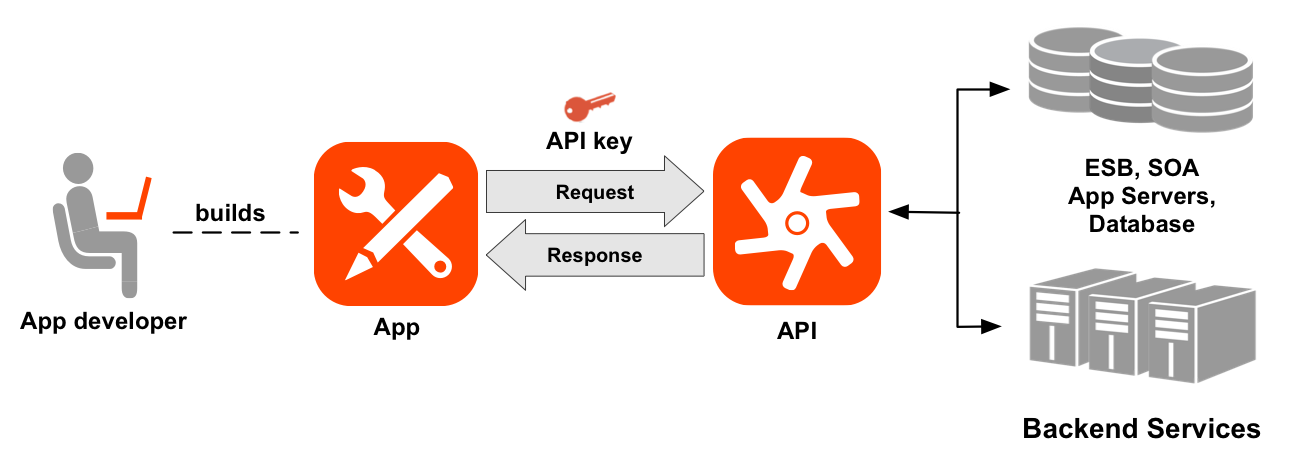 API key
Request
builds
Response
App developer
App
API
ESB, SOA
App Servers,
Database
Backend Services